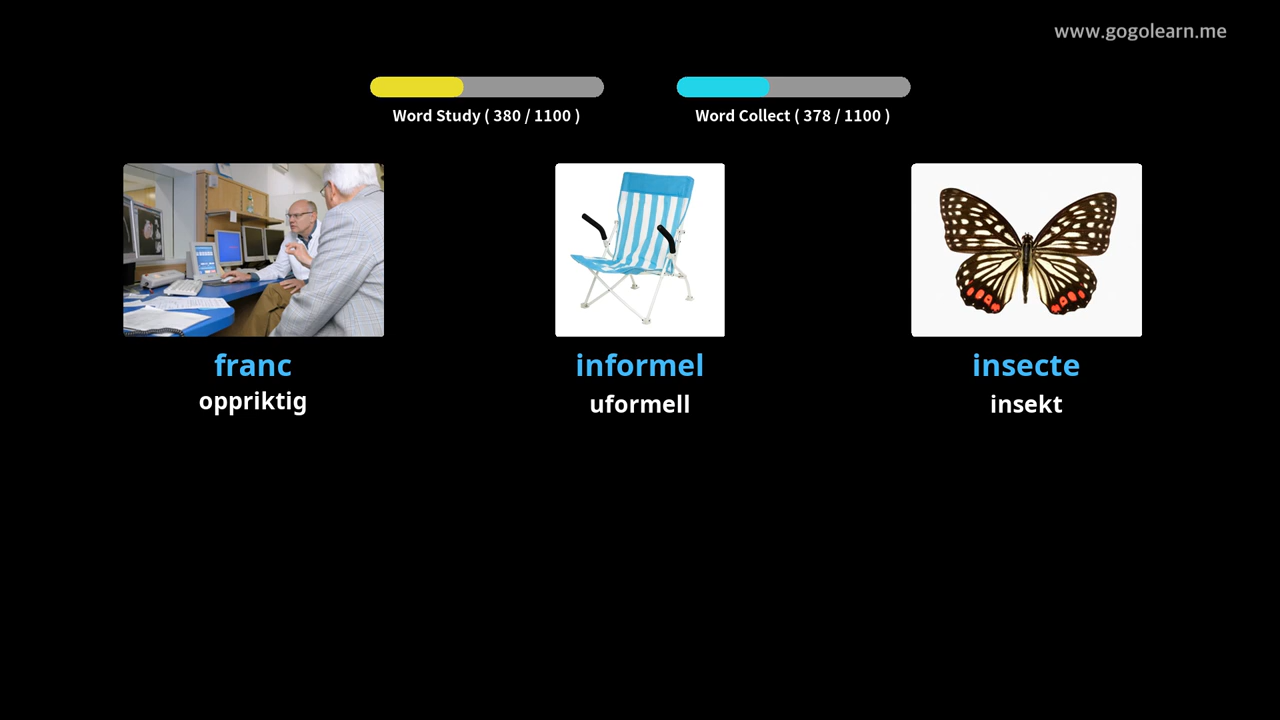 www.gogolearn.me
Word Study ( 380 / 1100 )
Word Collect ( 378 / 1100 )
franc
oppriktig
informel
uformell
insecte
insekt